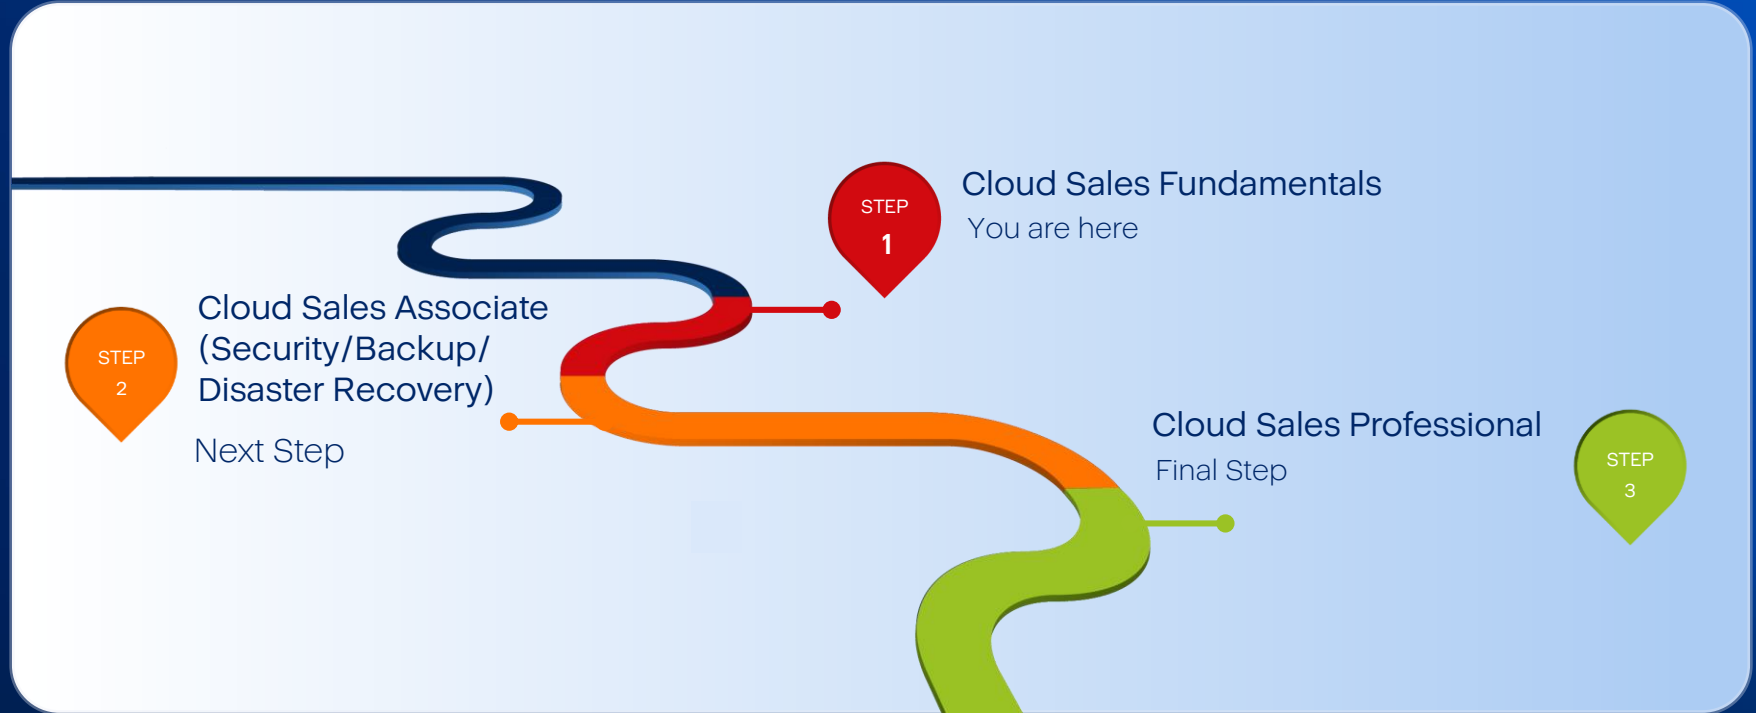 STEP
1
Cloud Sales Fundamentals
You are here
STEP
2
Cloud Sales Associate
(Security/Backup/
Disaster Recovery)
Next Step
Cloud Sales Professional
Final Step
STEP
3